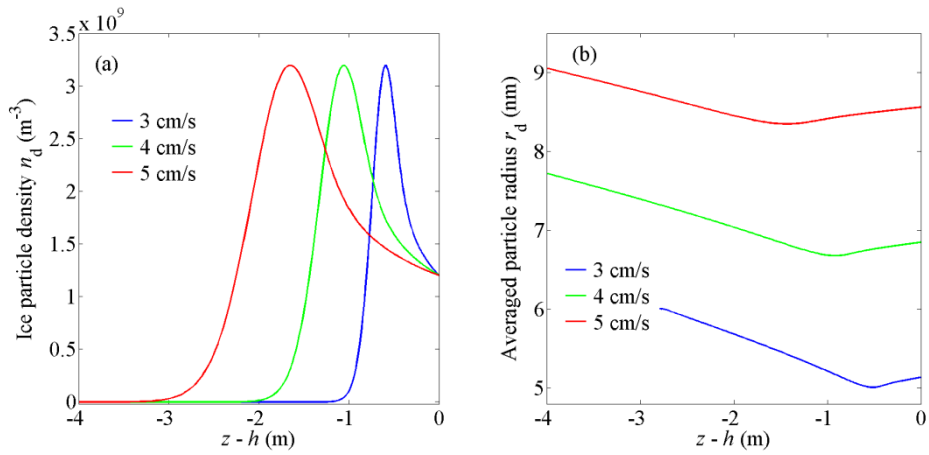 3.5 x 10⁹
3
2.5
2
1.5
1
0.5
0
-4
-3
-2
-1
0
(a)
3 cm/s
4 cm/s
5 cm/s
Ice particle density n_d (m⁻³)
z - h (m)
9
8
7
6
5
-4
-3
-2
-1
0
(b)
3 cm/s
4 cm/s
5 cm/s
Averaged particle radius r_d (nm)
z - h (m)